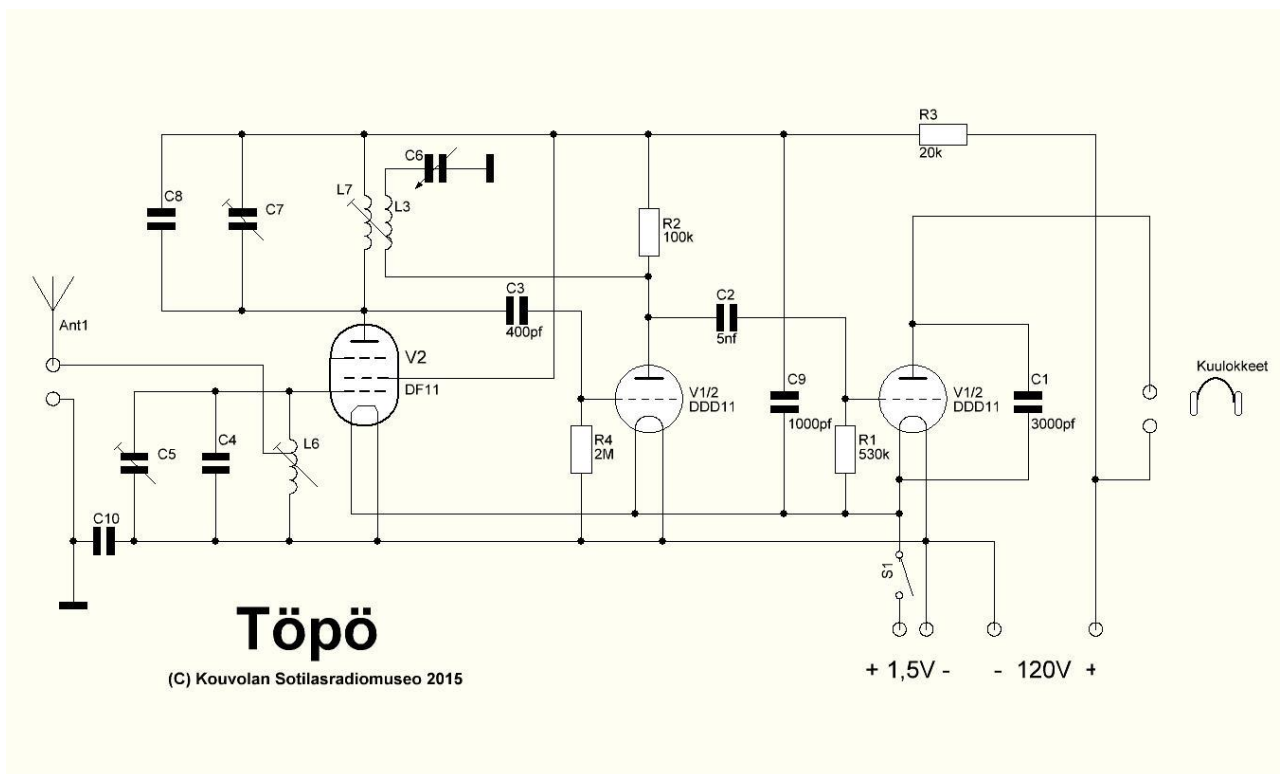 R3
20k
C6
L7
L3
C8
C7
R2
100k
C3
400pf
C2
5nf
Ant1
V2
DF11
Kuulokkeet
V1/2
DDD11
C9
1000pf
V1/2
DDD11
C1
3000pf
C5
C4
L6
R4
2M
R1
530k
C10
S1
Töpö
(C) Kouvolan Sotilasradiomuseo 2015
+ 1,5V - - 120V +